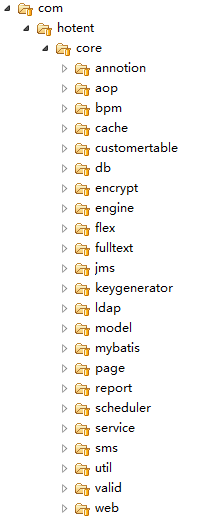 com
hotent
core
annotion
aop
bpm
cache
customertable
db
encrypt
engine
flex
fulltext
jms
keygenerator
ldap
model
mybatis
page
report
scheduler
service
sms
util
valid
web